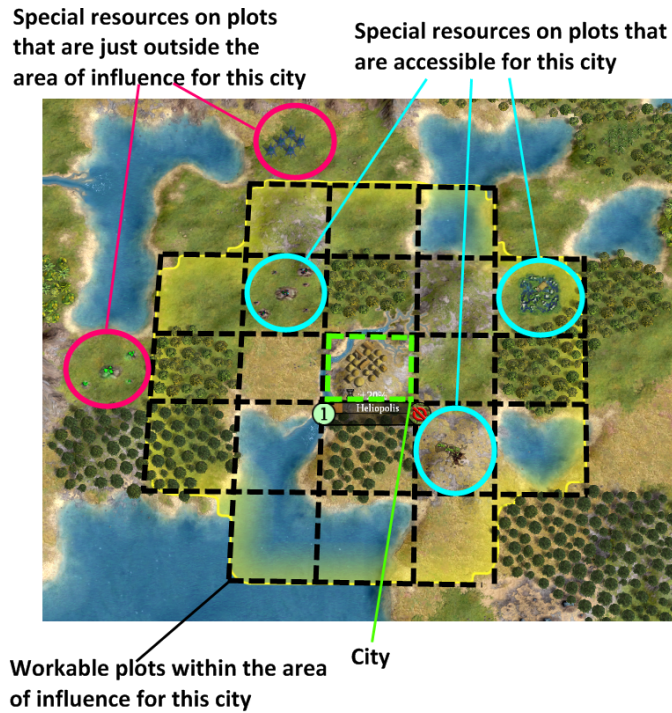 Special resources on plots
that are just outside the
area of influence for this city
Special resources on plots that
are accessible for this city
1
Heliopolis
Workable plots within the area
of influence for this city
City